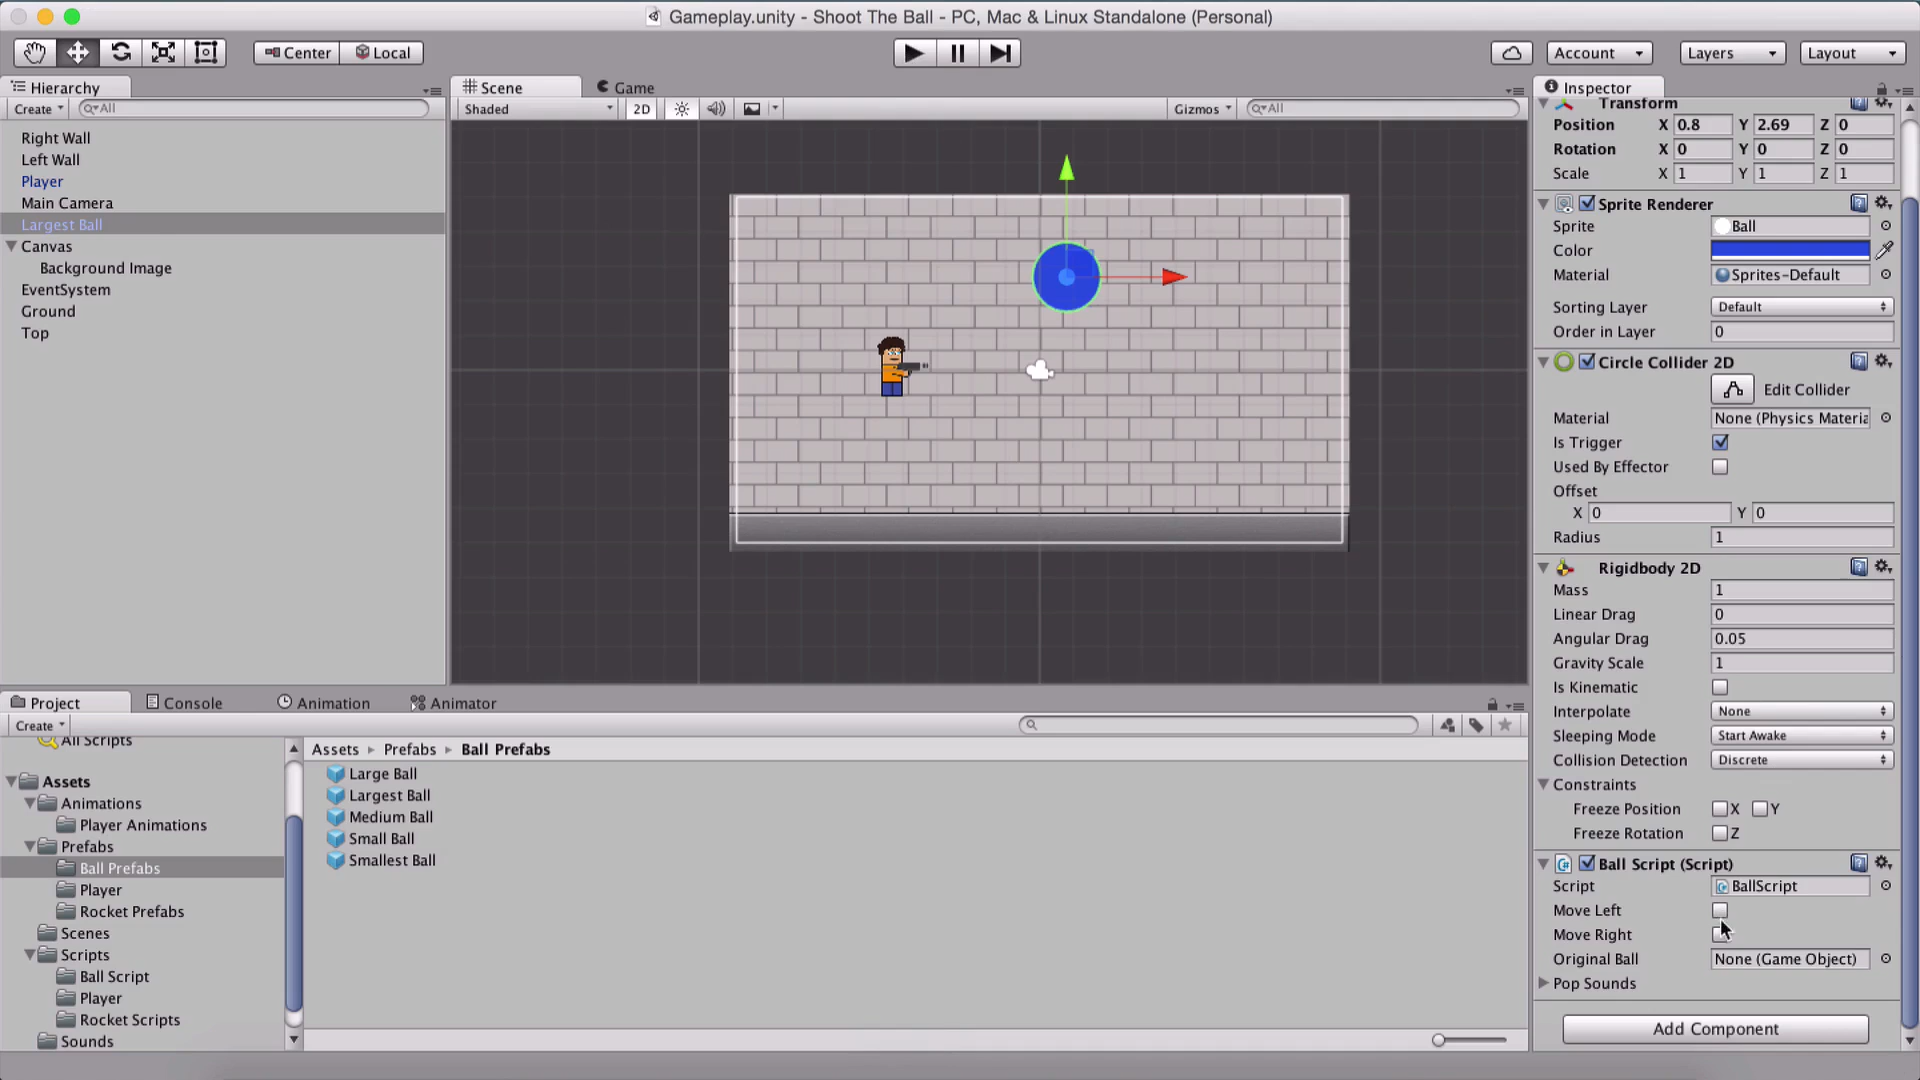 Gameplay.unity - Shoot The Ball - PC, Mac & Linux Standalone (Personal)
Center Local Account Layers Layout
Hierarchy
Create All
Right Wall
Left Wall
Player
Main Camera
Largest Ball
Canvas
Background Image
EventSystem
Ground
Top
Scene Game
Shaded 2D Gizmos All
Inspector
Transform
Position X 0.8 Y 2.69 Z 0
Rotation X 0 Y 0 Z 0
Scale X 1 Y 1 Z 1
Sprite Renderer
Sprite Ball
Color
Material Sprites-Default
Sorting Layer Default
Order in Layer 0
Circle Collider 2D
Edit Collider
Material None (Physics Materia
Is Trigger
Used By Effector
Offset
X 0 Y 0
Radius 1
Rigidbody 2D
Mass 1
Linear Drag 0
Angular Drag 0.05
Gravity Scale 1
Is Kinematic
Interpolate None
Sleeping Mode Start Awake
Collision Detection Discrete
Constraints
Freeze Position X Y
Freeze Rotation Z
Ball Script (Script)
Script BallScript
Move Left
Move Right
Original Ball None (Game Object)
Pop Sounds
Add Component
Project Console Animation Animator
Create
All Scripts
Assets
Animations
Player Animations
Prefabs
Ball Prefabs
Player
Rocket Prefabs
Scenes
Scripts
Ball Script
Player
Rocket Scripts
Sounds
Assets Prefabs Ball Prefabs
Large Ball
Largest Ball
Medium Ball
Small Ball
Smallest Ball